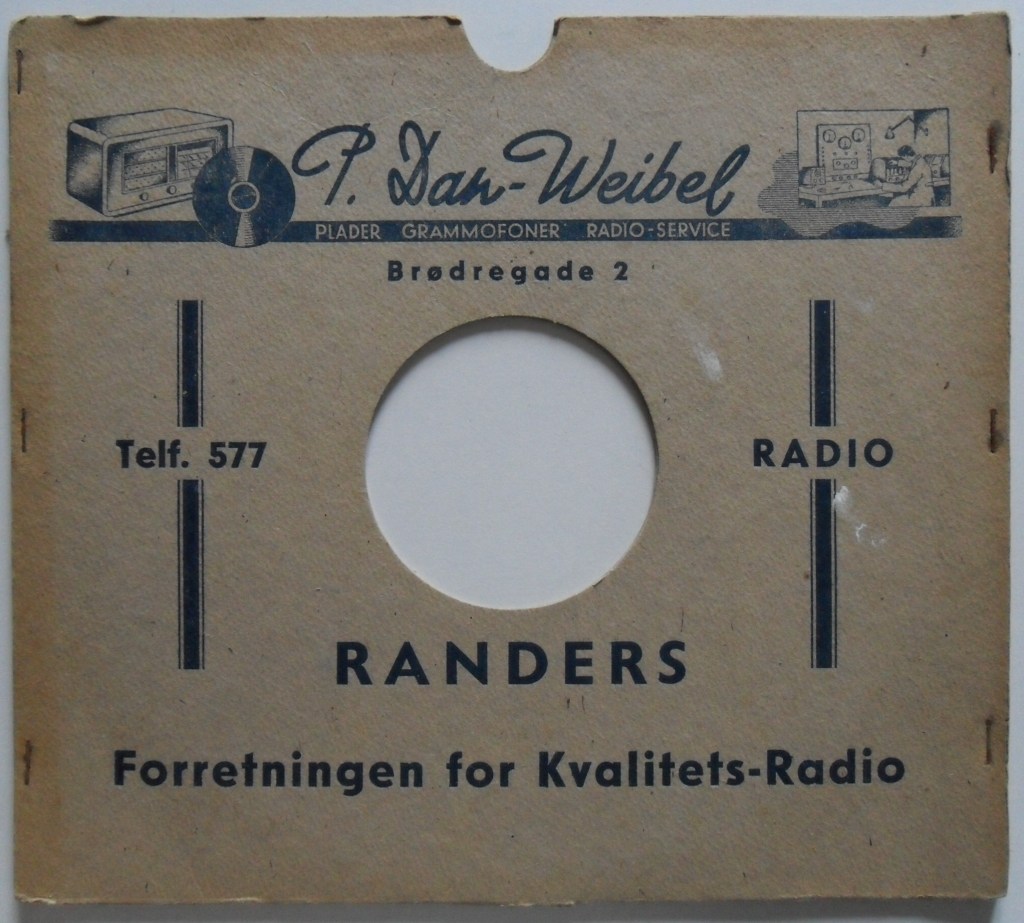 P. Dan-Weibel
PLADER GRAMMOFONER RADIO-SERVICE
Brødregade 2
Telf. 577
RADIO
RANDERS
Forretningen for Kvalitets-Radio